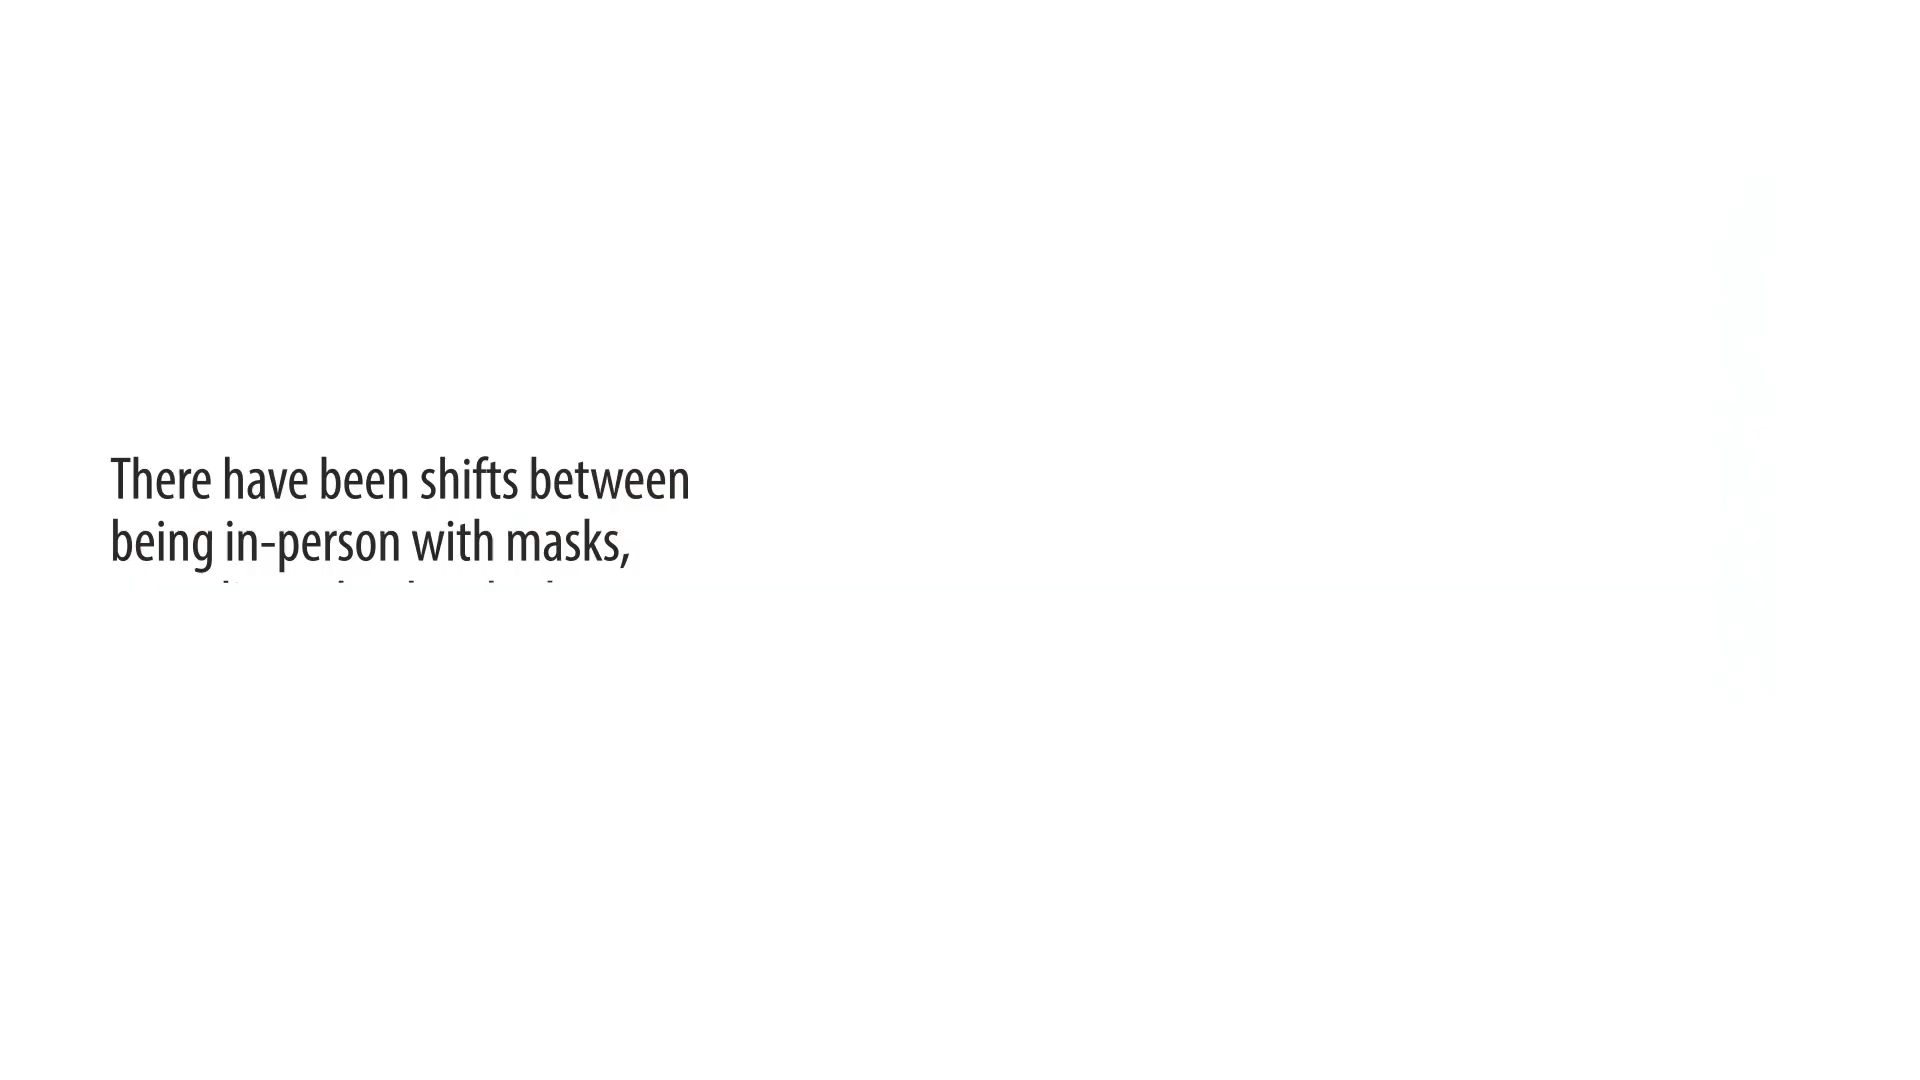 There have been shifts between
being in-person with masks,